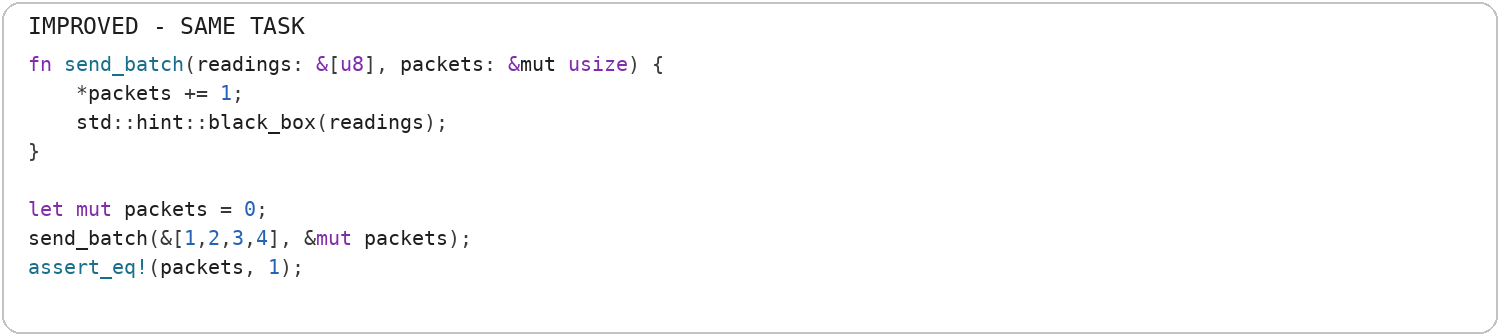 IMPROVED - SAME TASK
fn send_batch(readings: &[u8], packets: &mut usize) {
    *packets += 1;
    std::hint::black_box(readings);
}

let mut packets = 0;
send_batch(&[1,2,3,4], &mut packets);
assert_eq!(packets, 1);